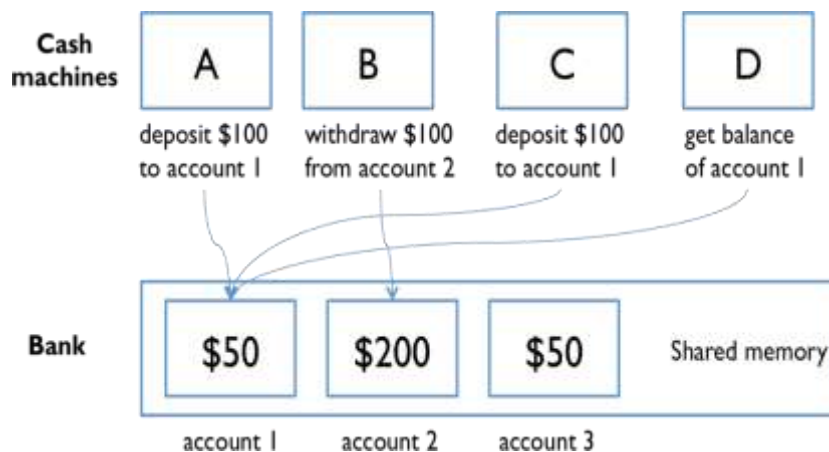 Cash
machines
A
B
C
D
deposit $100
to account 1
withdraw $100
from account 2
deposit $100
to account 1
get balance
of account 1
Bank
$50
$200
$50
Shared memory
account 1
account 2
account 3